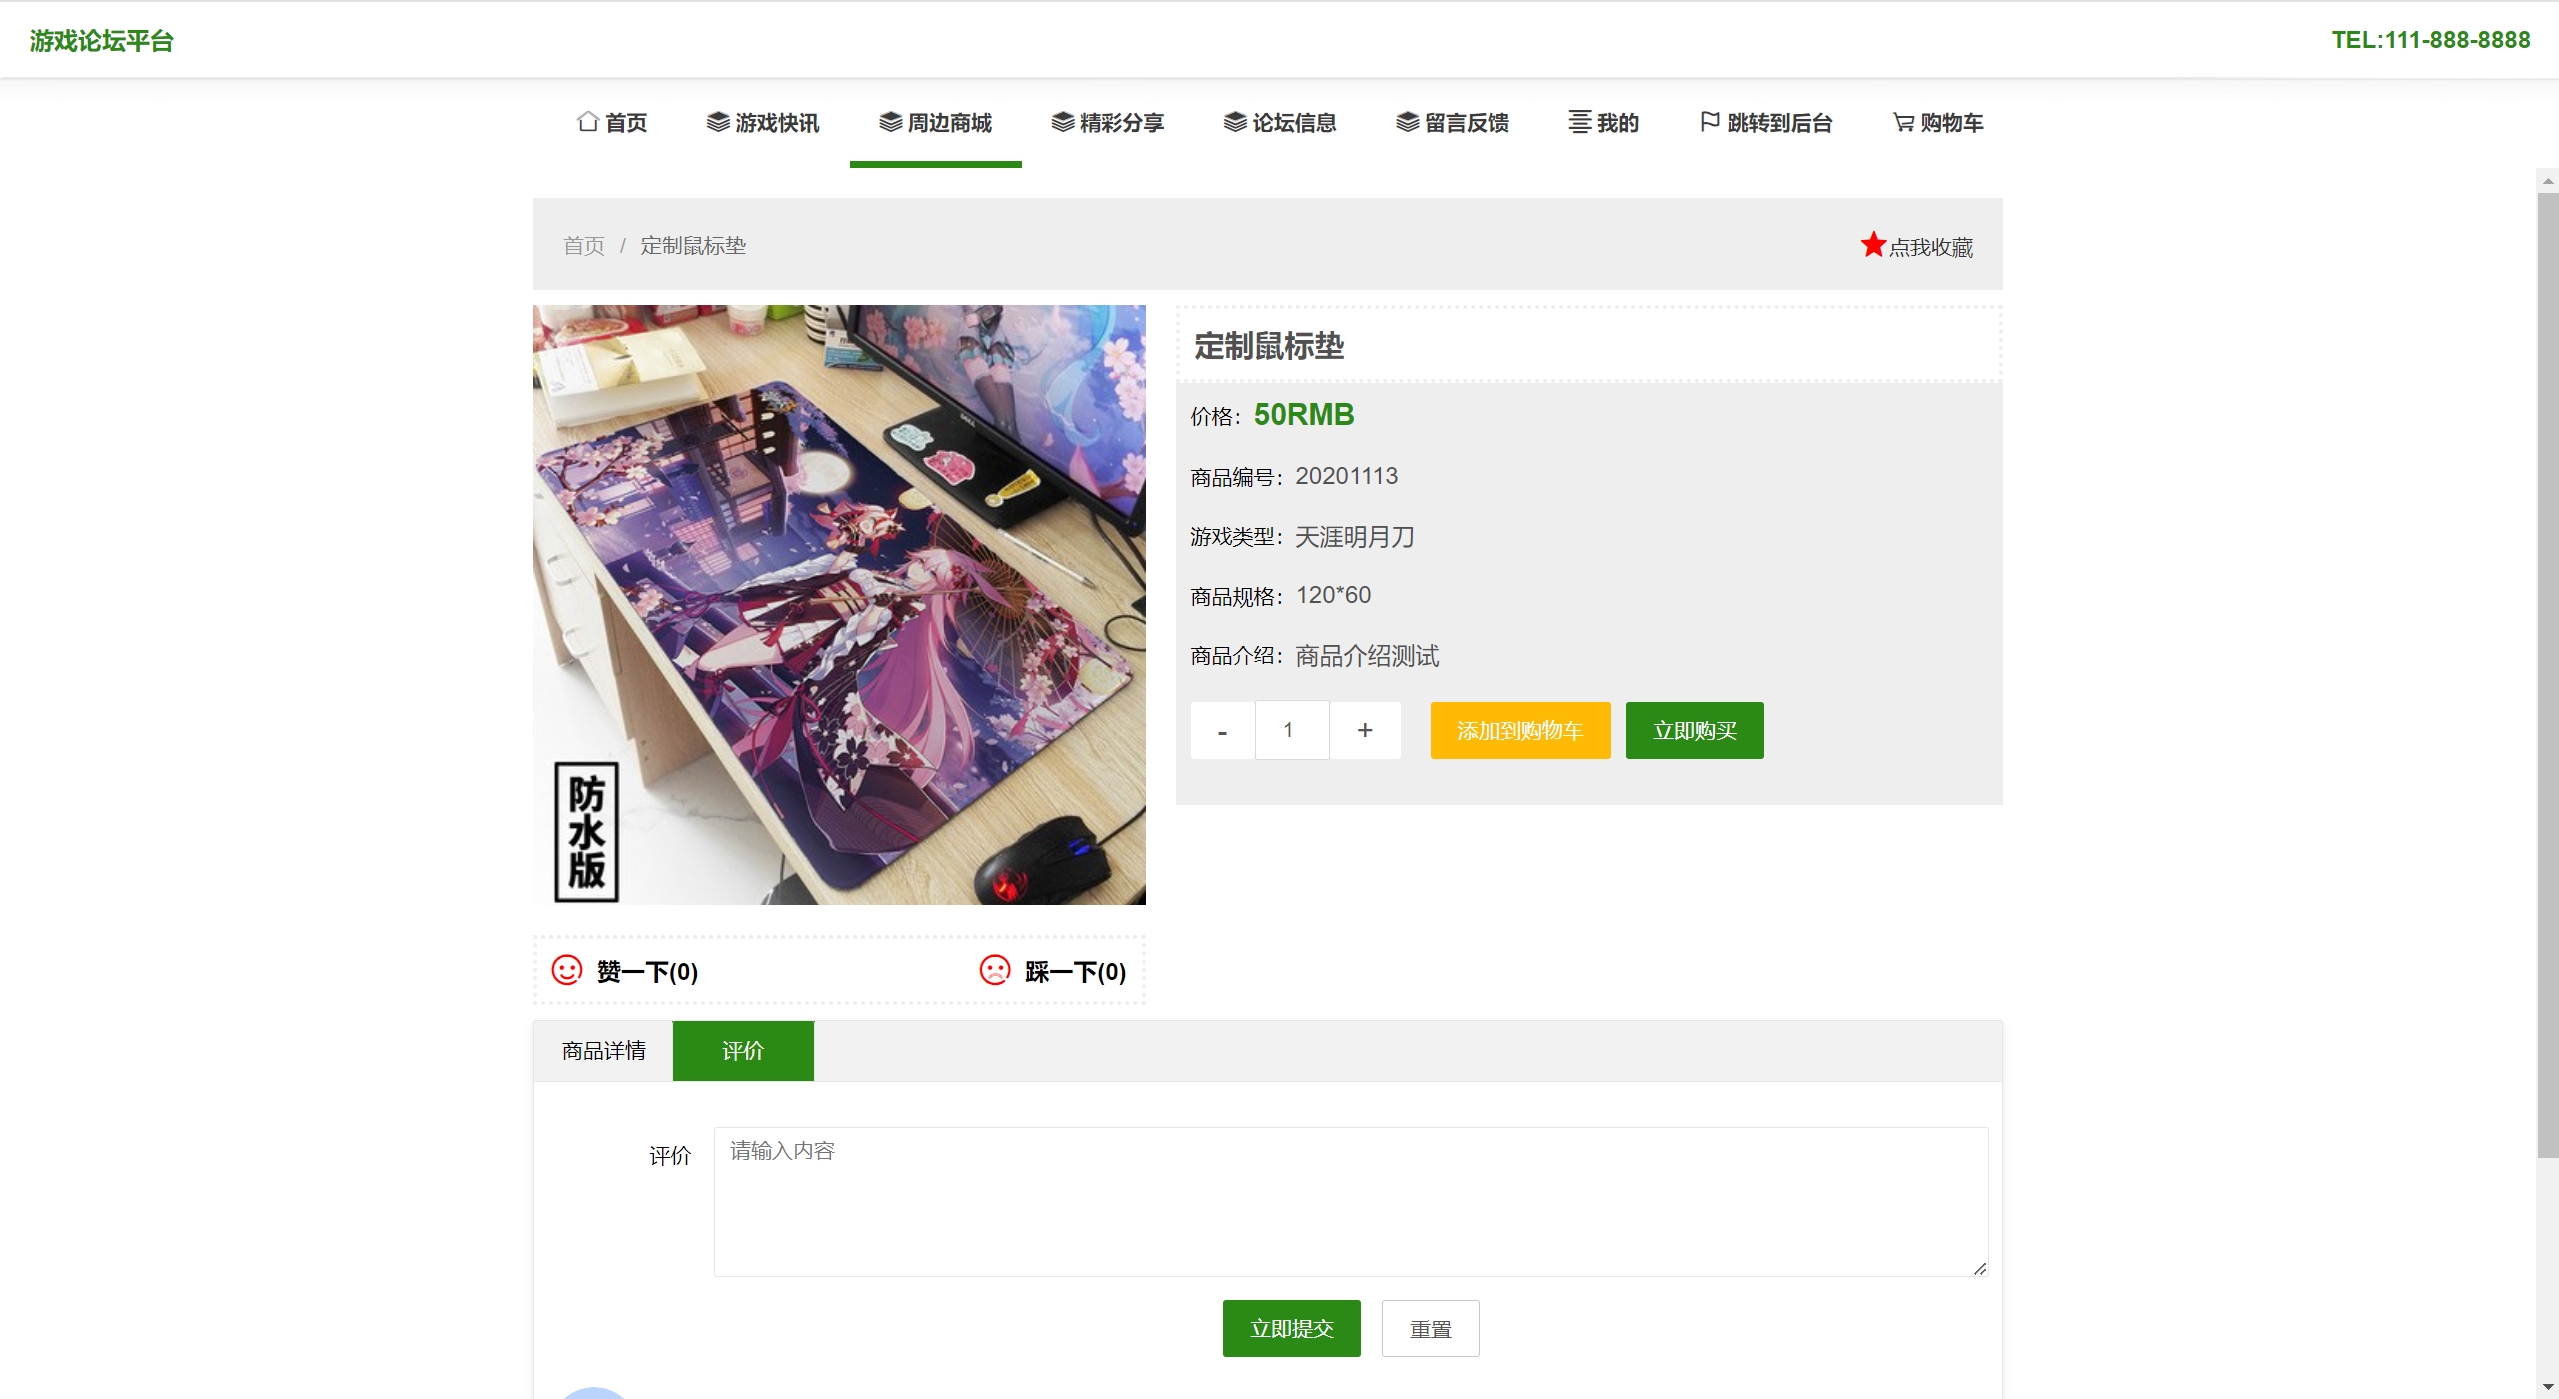 游戏论坛平台
TEL:111-888-8888
首页 游戏快讯 周边商城 精彩分享 论坛信息 留言反馈 我的 跳转到后台 购物车
首页 / 定制鼠标垫
点我收藏
防水版
定制鼠标垫
价格：50RMB
商品编号：20201113
游戏类型：天涯明月刀
商品规格：120*60
商品介绍：商品介绍测试
- 1 + 添加到购物车 立即购买
赞一下(0) 踩一下(0)
商品详情 评价
评价 请输入内容
立即提交 重置